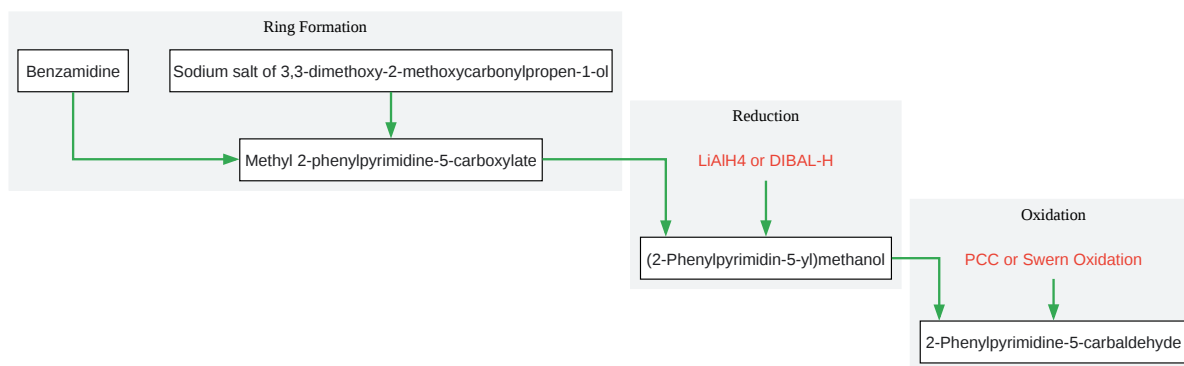 Ring Formation
Benzamidine
Sodium salt of 3,3-dimethoxy-2-methoxycarbonylpropen-1-ol
Methyl 2-phenylpyrimidine-5-carboxylate
Reduction
LiAlH4 or DIBAL-H
(2-Phenylpyrimidin-5-yl)methanol
Oxidation
PCC or Swern Oxidation
2-Phenylpyrimidine-5-carbaldehyde